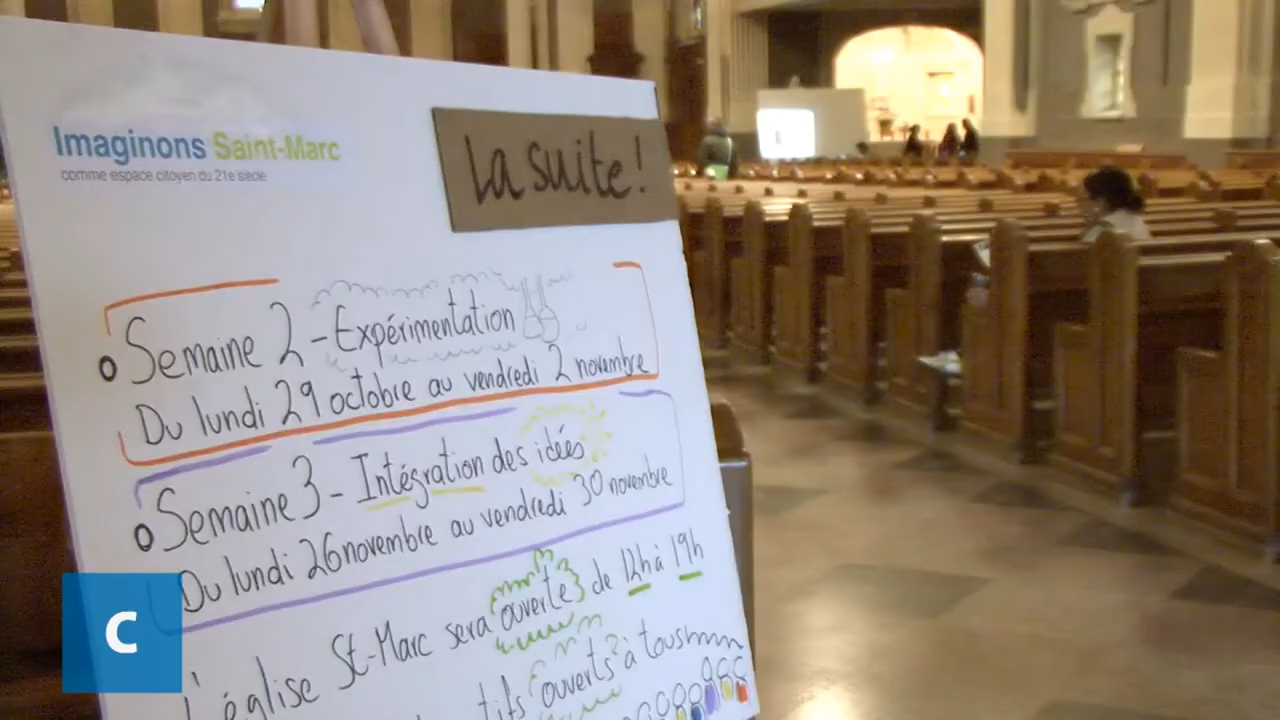 Imaginons Saint-Marc
comme espace citoyen du 21e siècle
La suite!
Semaine 2 - Expérimentation
Du lundi 29 octobre au vendredi 2 novembre
Semaine 3 - Intégration des idées
Du lundi 26 novembre au vendredi 30 novembre
L'église St-Marc sera ouverte de 12h à 19h
ouverts à tous
C